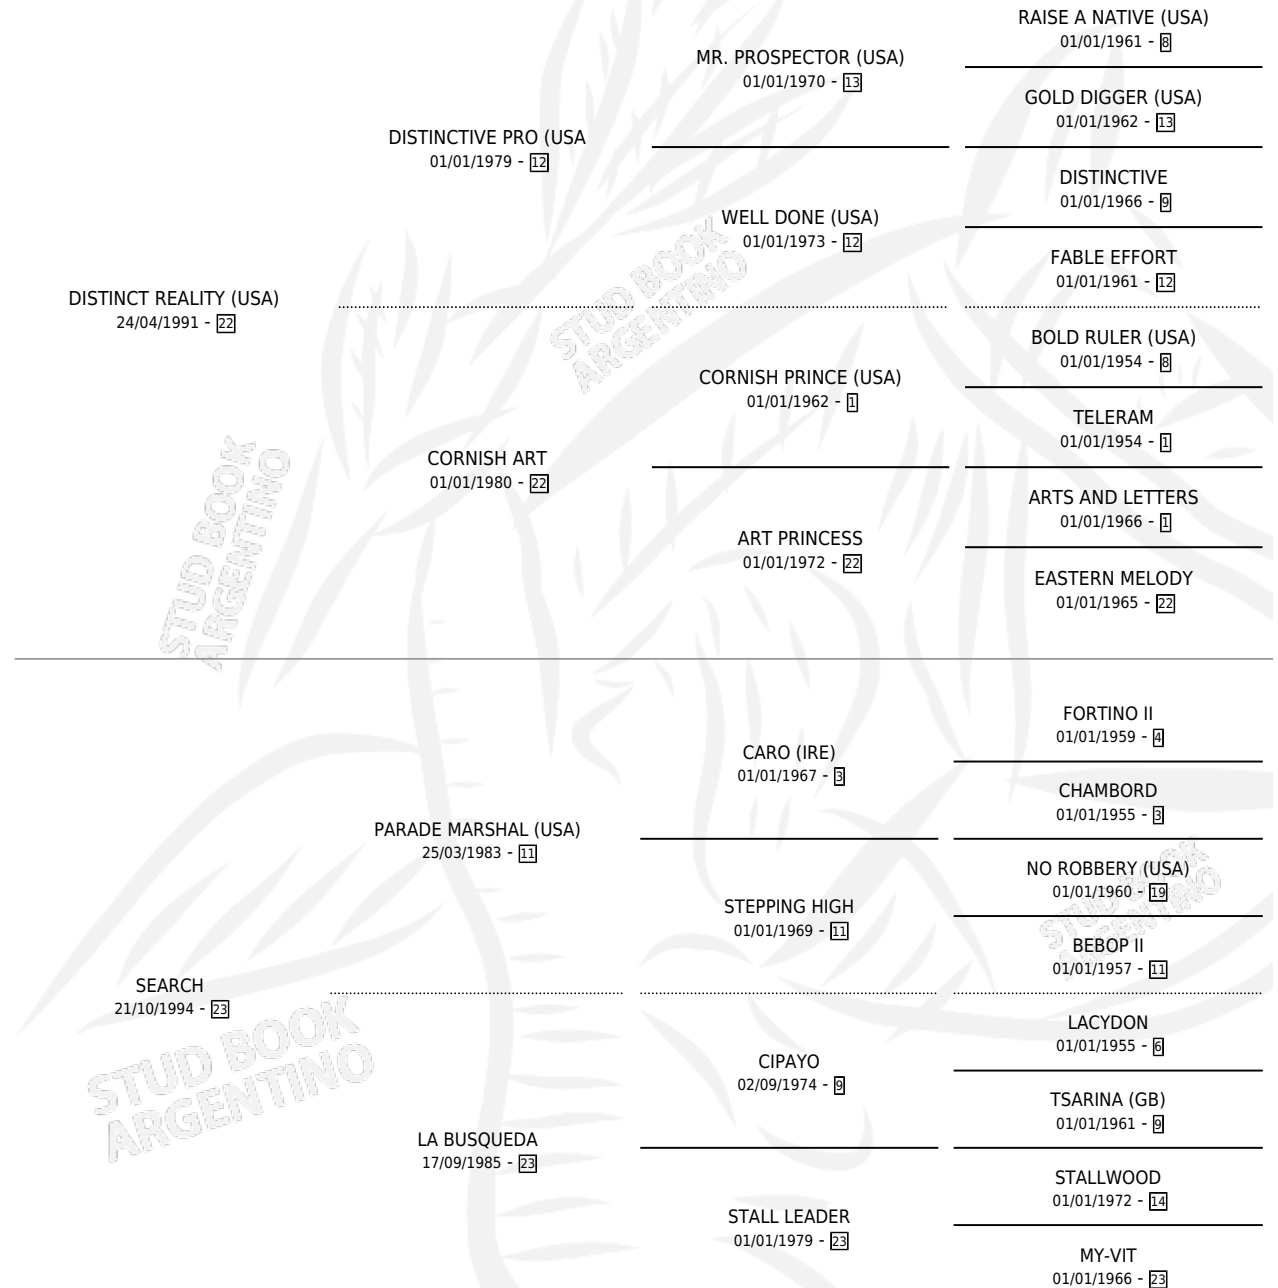 RAISE A NATIVE (USA)
01/01/1961 - 8
MR. PROSPECTOR (USA)
01/01/1970 - 13
GOLD DIGGER (USA)
01/01/1962 - 13
DISTINCTIVE PRO (USA
01/01/1979 - 12
DISTINCTIVE
01/01/1966 - 9
WELL DONE (USA)
01/01/1973 - 12
FABLE EFFORT
01/01/1961 - 12
DISTINCT REALITY (USA)
24/04/1991 - 22
BOLD RULER (USA)
01/01/1954 - 8
CORNISH PRINCE (USA)
01/01/1962 - 1
TELERAM
01/01/1954 - 1
CORNISH ART
01/01/1980 - 22
ARTS AND LETTERS
01/01/1966 - 1
ART PRINCESS
01/01/1972 - 22
EASTERN MELODY
01/01/1965 - 22
FORTINO II
01/01/1959 - 4
CARO (IRE)
01/01/1967 - 3
CHAMBORD
01/01/1955 - 3
PARADE MARSHAL (USA)
25/03/1983 - 11
NO ROBBERY (USA)
01/01/1960 - 19
STEPPING HIGH
01/01/1969 - 11
BEBOP II
01/01/1957 - 11
SEARCH
21/10/1994 - 23
LACYDON
01/01/1955 - 6
CIPAYO
02/09/1974 - 9
TSARINA (GB)
01/01/1961 - 9
LA BUSQUEDA
17/09/1985 - 23
STALLWOOD
01/01/1972 - 14
STALL LEADER
01/01/1979 - 23
MY-VIT
01/01/1966 - 23
STUD BOOK
ARGENTINO
STUD BOOK
ARGENTINO
STUD BOOK
ARGENTINO
STUD BOOK
ARGENTINO